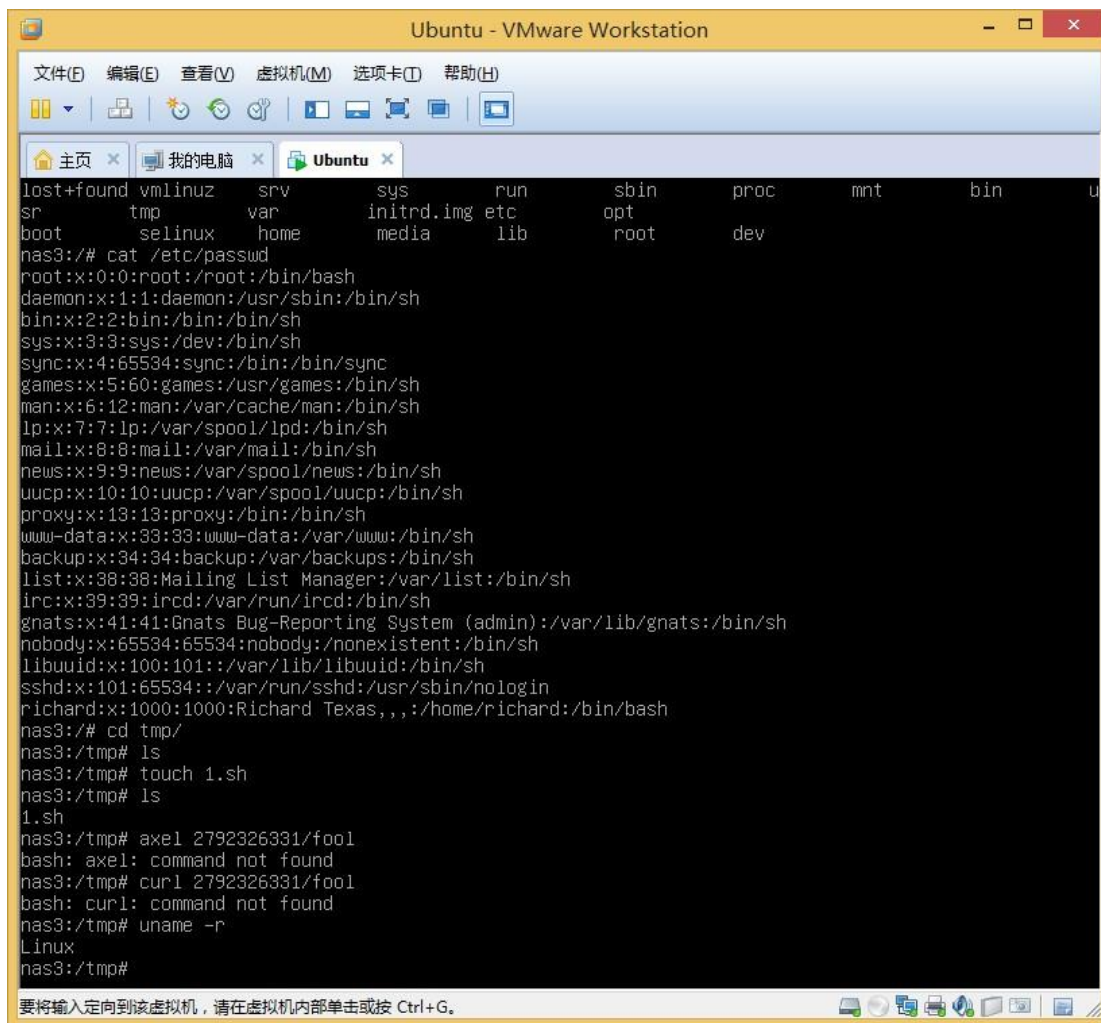 Ubuntu - VMware Workstation
文件(F) 编辑(E) 查看(V) 虚拟机(M) 选项卡(T) 帮助(H)
主页 我的电脑 Ubuntu
lost+found vmlinuz srv sys run sbin proc mnt bin u
sr tmp var initrd.img etc opt
boot selinux home media lib root dev
nas3:/# cat /etc/passwd
root:x:0:0:root:/root:/bin/bash
daemon:x:1:1:daemon:/usr/sbin:/bin/sh
bin:x:2:2:bin:/bin:/bin/sh
sys:x:3:3:sys:/dev:/bin/sh
sync:x:4:65534:sync:/bin:/bin/sync
games:x:5:60:games:/usr/games:/bin/sh
man:x:6:12:man:/var/cache/man:/bin/sh
lp:x:7:7:lp:/var/spool/lpd:/bin/sh
mail:x:8:8:mail:/var/mail:/bin/sh
news:x:9:9:news:/var/spool/news:/bin/sh
uucp:x:10:10:uucp:/var/spool/uucp:/bin/sh
proxy:x:13:13:proxy:/bin:/bin/sh
www-data:x:33:33:www-data:/var/www:/bin/sh
backup:x:34:34:backup:/var/backups:/bin/sh
list:x:38:38:Mailing List Manager:/var/list:/bin/sh
irc:x:39:39:ircd:/var/run/ircd:/bin/sh
gnats:x:41:41:Gnats Bug-Reporting System (admin):/var/lib/gnats:/bin/sh
nobody:x:65534:65534:nobody:/nonexistent:/bin/sh
libuuid:x:100:101::/var/lib/libuuid:/bin/sh
sshd:x:101:65534::/var/run/sshd:/usr/sbin/nologin
richard:x:1000:1000:Richard Texas,,,:/home/richard:/bin/bash
nas3:/# cd tmp/
nas3:/tmp# ls
nas3:/tmp# touch 1.sh
nas3:/tmp# ls
1.sh
nas3:/tmp# axel 2792326331/fool
bash: axel: command not found
nas3:/tmp# curl 2792326331/fool
bash: curl: command not found
nas3:/tmp# uname -r
Linux
nas3:/tmp#
要将输入定向到该虚拟机，请在虚拟机内部单击或按 Ctrl+G。